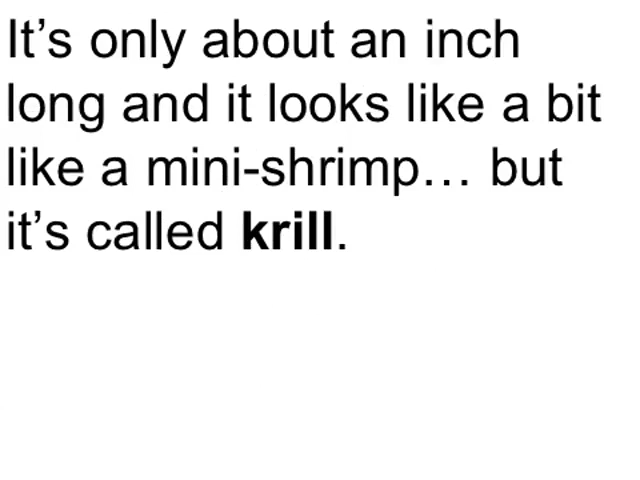 It’s only about an inch
long and it looks like a bit
like a mini-shrimp… but
it’s called krill.